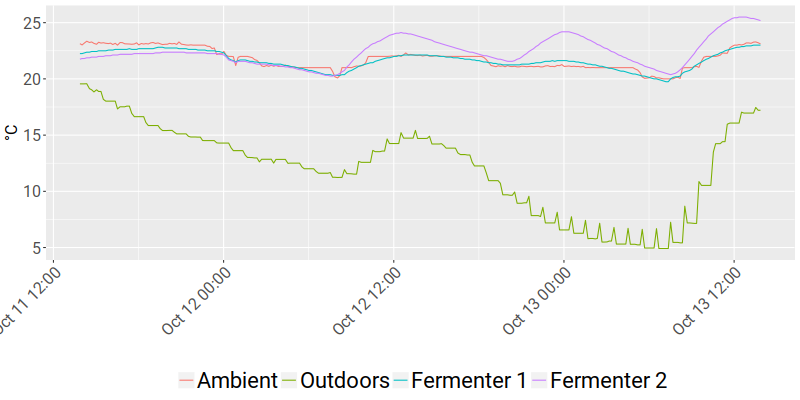 25
20
15
10
5
°C
Oct 11 12:00
Oct 12 00:00
Oct 12 12:00
Oct 13 00:00
Oct 13 12:00
Ambient Outdoors Fermenter 1 Fermenter 2